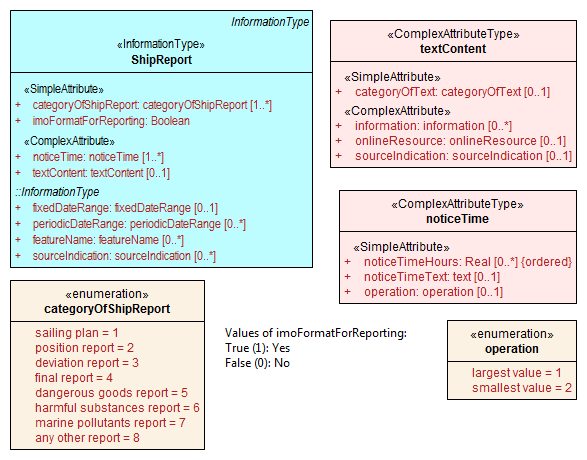 InformationType
«InformationType»
ShipReport
«SimpleAttribute»
+ categoryOfShipReport: categoryOfShipReport [1..*]
+ imoFormatForReporting: Boolean
«ComplexAttribute»
+ noticeTime: noticeTime [1..*]
+ textContent: textContent [0..1]
::InformationType
+ fixedDateRange: fixedDateRange [0..1]
+ periodicDateRange: periodicDateRange [0..*]
+ featureName: featureName [0..*]
+ sourceIndication: sourceIndication [0..*]
«ComplexAttributeType»
textContent
«SimpleAttribute»
+ categoryOfText: categoryOfText [0..1]
«ComplexAttribute»
+ information: information [0..*]
+ onlineResource: onlineResource [0..1]
+ sourceIndication: sourceIndication [0..1]
«ComplexAttributeType»
noticeTime
«SimpleAttribute»
+ noticeTimeHours: Real [0..*] {ordered}
+ noticeTimeText: text [0..1]
+ operation: operation [0..1]
«enumeration»
categoryOfShipReport
sailing plan = 1
position report = 2
deviation report = 3
final report = 4
dangerous goods report = 5
harmful substances report = 6
marine pollutants report = 7
any other report = 8
Values of imoFormatForReporting:
True (1): Yes
False (0): No
«enumeration»
operation
largest value = 1
smallest value = 2